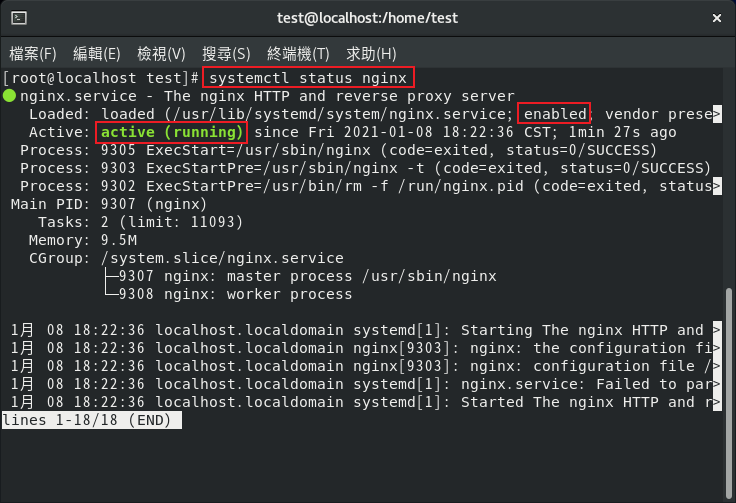 test@localhost:/home/test
檔案(F) 編輯(E) 檢視(V) 搜尋(S) 終端機(T) 求助(H)
[root@localhost test]# systemctl status nginx
● nginx.service - The nginx HTTP and reverse proxy server
   Loaded: loaded (/usr/lib/systemd/system/nginx.service; enabled; vendor prese>
   Active: active (running) since Fri 2021-01-08 18:22:36 CST; 1min 27s ago
  Process: 9305 ExecStart=/usr/sbin/nginx (code=exited, status=0/SUCCESS)
  Process: 9303 ExecStartPre=/usr/sbin/nginx -t (code=exited, status=0/SUCCESS)
  Process: 9302 ExecStartPre=/usr/bin/rm -f /run/nginx.pid (code=exited, status>
 Main PID: 9307 (nginx)
    Tasks: 2 (limit: 11093)
   Memory: 9.5M
   CGroup: /system.slice/nginx.service
           ├─9307 nginx: master process /usr/sbin/nginx
           └─9308 nginx: worker process
 1月 08 18:22:36 localhost.localdomain systemd[1]: Starting The nginx HTTP and >
 1月 08 18:22:36 localhost.localdomain nginx[9303]: nginx: the configuration fi>
 1月 08 18:22:36 localhost.localdomain nginx[9303]: nginx: configuration file />
 1月 08 18:22:36 localhost.localdomain systemd[1]: nginx.service: Failed to par>
 1月 08 18:22:36 localhost.localdomain systemd[1]: Started The nginx HTTP and r>
lines 1-18/18 (END)